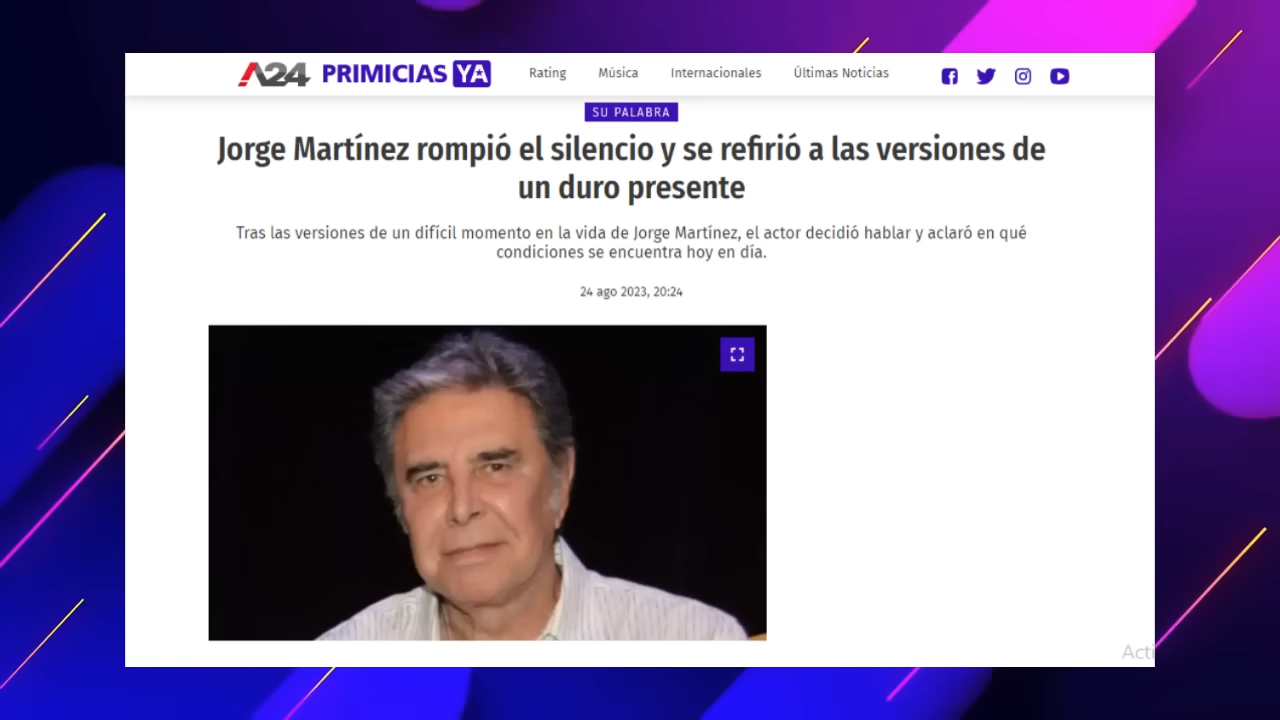 A24 PRIMICIAS YA Rating Música Internacionales Últimas Noticias
SU PALABRA
Jorge Martínez rompió el silencio y se refirió a las versiones de
un duro presente
Tras las versiones de un difícil momento en la vida de Jorge Martínez, el actor decidió hablar y aclaró en qué
condiciones se encuentra hoy en día.
24 ago 2023, 20:24
Acti